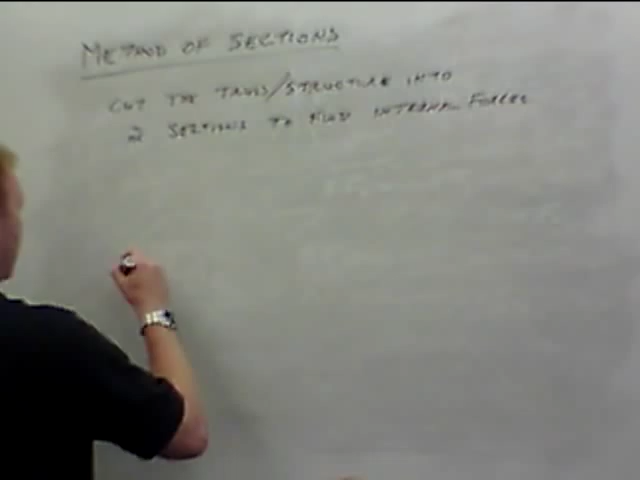 METHOD OF SECTIONS
CUT THE TRUSS/STRUCTURE INTO
2 SECTIONS TO FIND INTERNAL FORCES